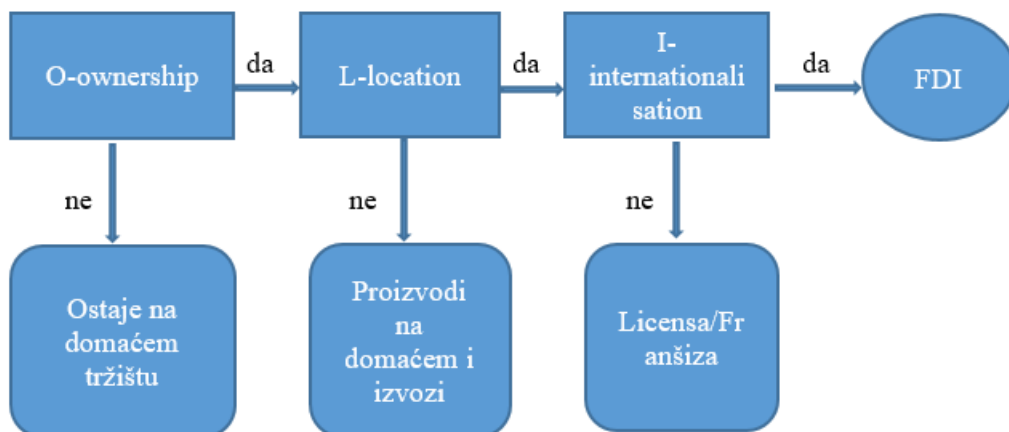 O-ownership
da
L-location
da
I-
internationali
sation
da
FDI
ne
ne
ne
Ostaje na
domaćem
tržištu
Proizvodi
na
domaćem i
izvozi
Licensa/Fr
anšiza